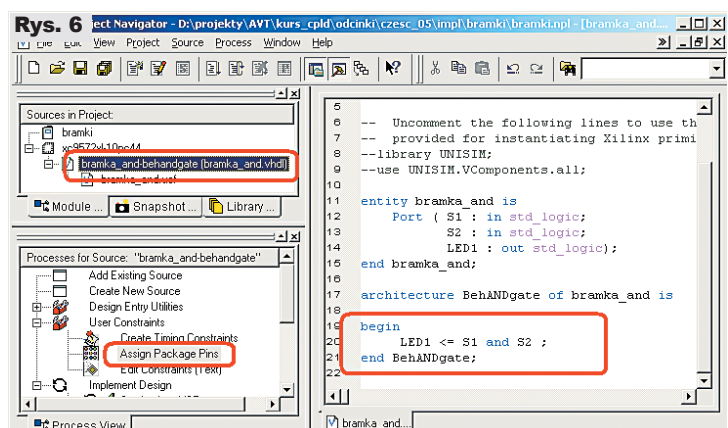 Rys. 6
ect Navigator - D:\projekty\AVT\kurs_cpld\odcinki\czesc_05\impl\bramki\bramki.npl - [bramka_and....
File Edit View Project Source Process Window Help
Sources in Project:
bramki
xc9572xl-10pc44
bramka_and-behandgate (bramka_and.vhd)
bramka_and.ucf
Module ... Snapshot ... Library ...
Processes for Source: "bramka_and-behandgate"
Add Existing Source
Create New Source
Design Entry Utilities
User Constraints
Create Timing Constraints
Assign Package Pins
Edit Constraints (Text)
Implement Design
Process View
5
6 -- Uncomment the following lines to use th
7 -- provided for instantiating Xilinx primi
8 --library UNISIM;
9 --use UNISIM.VComponents.all;
10
11 entity bramka_and is
12 Port ( S1 : in std_logic;
13 S2 : in std_logic;
14 LED1 : out std_logic);
15 end bramka_and;
16
17 architecture BehANDgate of bramka_and is
18
19 begin
20 LED1 <= S1 and S2 ;
21 end BehANDgate;
22
bramka_and....